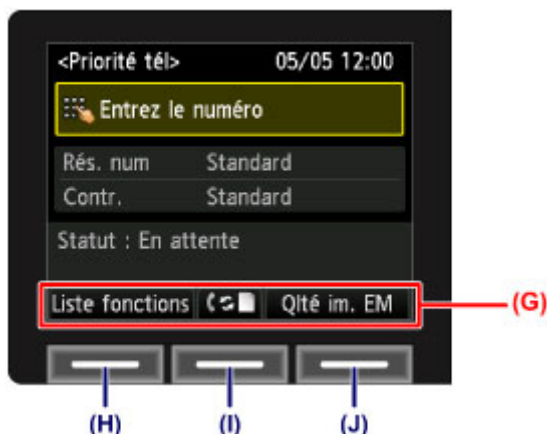 <Priorité tél> 05/05 12:00
Entrez le numéro
Rés. num Standard
Contr. Standard
Statut : En attente
Liste fonctions Qlté im. EM
(G)
(H) (I) (J)